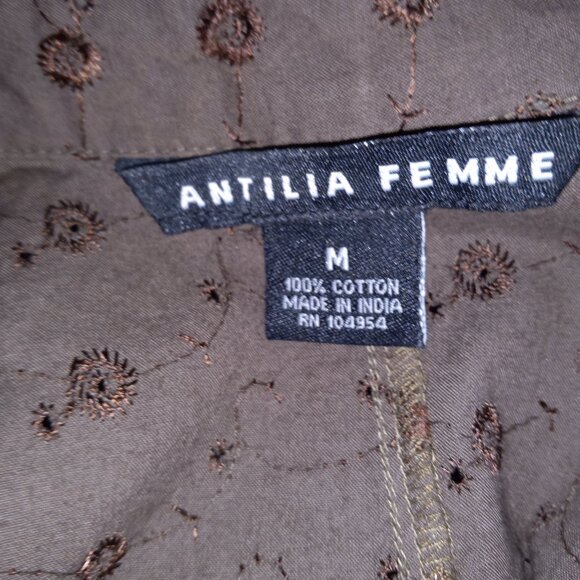 ANTILIA FEMME
M
100% COTTON
MADE IN INDIA
RN 104954